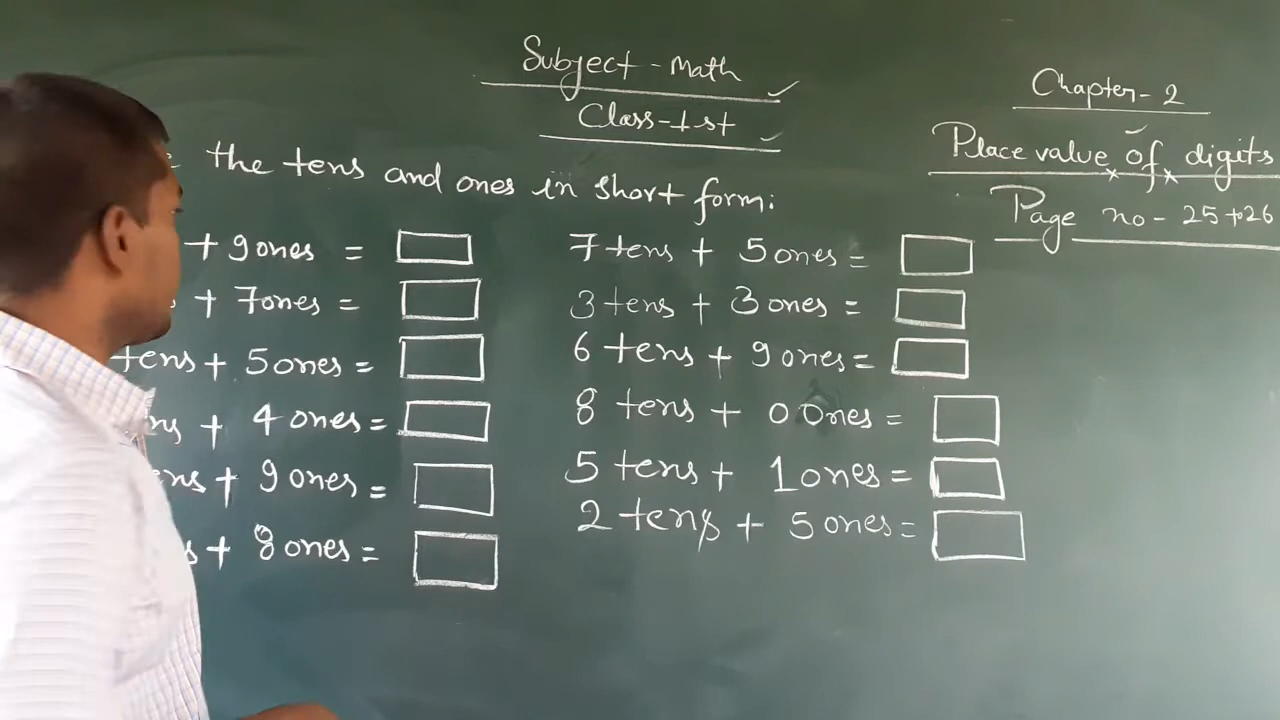 Subject - Math
Class-1st
Chapter-2
Place value of digits
Page no - 25+26
the tens and ones in short form:
+ 9 ones =
+ 7 ones =
tens + 5 ones =
+ 4 ones =
+ 9 ones =
+ 8 ones =
7 tens + 5 ones =
3 tens + 3 ones =
6 tens + 9 ones =
8 tens + 0 Ones =
5 tens + 1 ones =
2 tens + 5 ones =